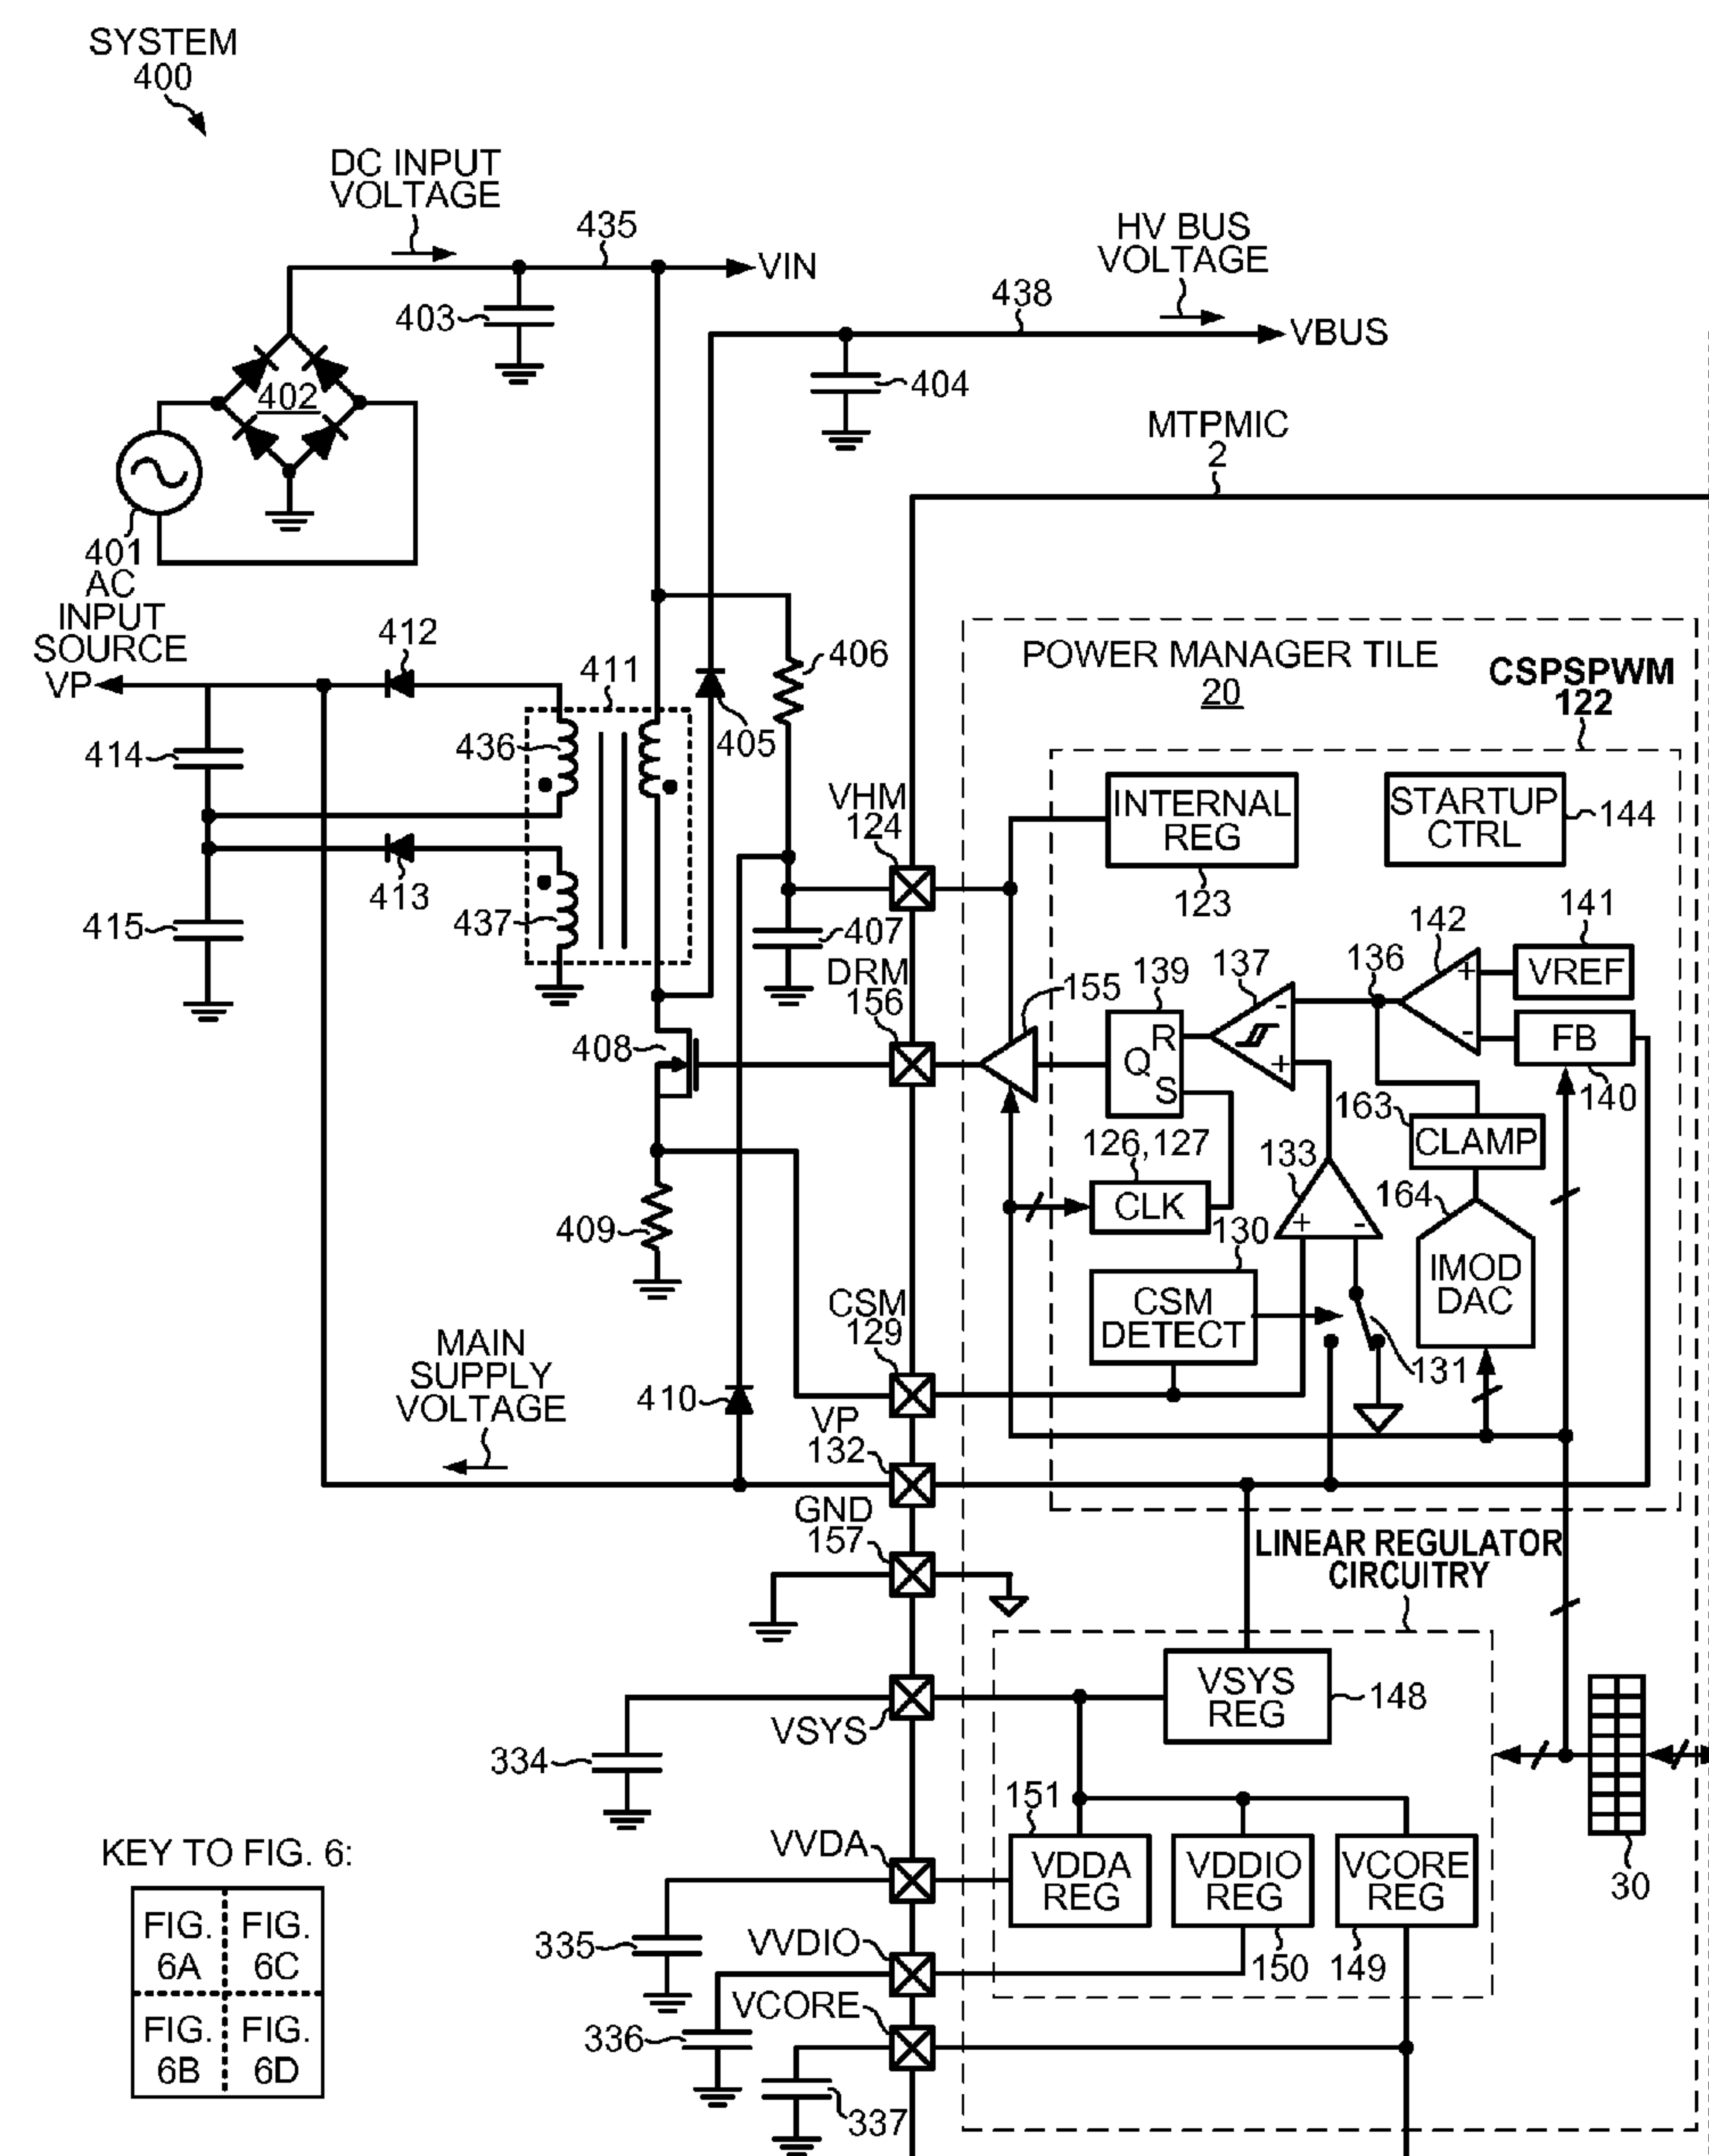 SYSTEM
400
DC INPUT
VOLTAGE
435
VIN
HV BUS
VOLTAGE
438
VBUS
403
404
402
MTPMIC
2
401
AC
INPUT
SOURCE
VP
412
411
406
405
436
414
413
437
415
POWER MANAGER TILE
20
CSPSPWM
122
VHM
124
INTERNAL
REG
123
STARTUP
CTRL
144
407
DRM
156
155
139
R
Q
S
137
-
+
136
142
+
-
141
VREF
FB
140
408
163
CLAMP
126,127
CLK
133
+
-
164
IMOD
DAC
130
CSM
DETECT
131
409
CSM
129
MAIN
SUPPLY
VOLTAGE
410
VP
132
GND
157
LINEAR REGULATOR
CIRCUITRY
VSYS
REG
148
VSYS
334
151
VVDA
VDDA
REG
VDDIO
REG
VCORE
REG
30
335
VVDIO
150
149
VCORE
336
337
KEY TO FIG. 6:
FIG.
6A
FIG.
6C
FIG.
6B
FIG.
6D